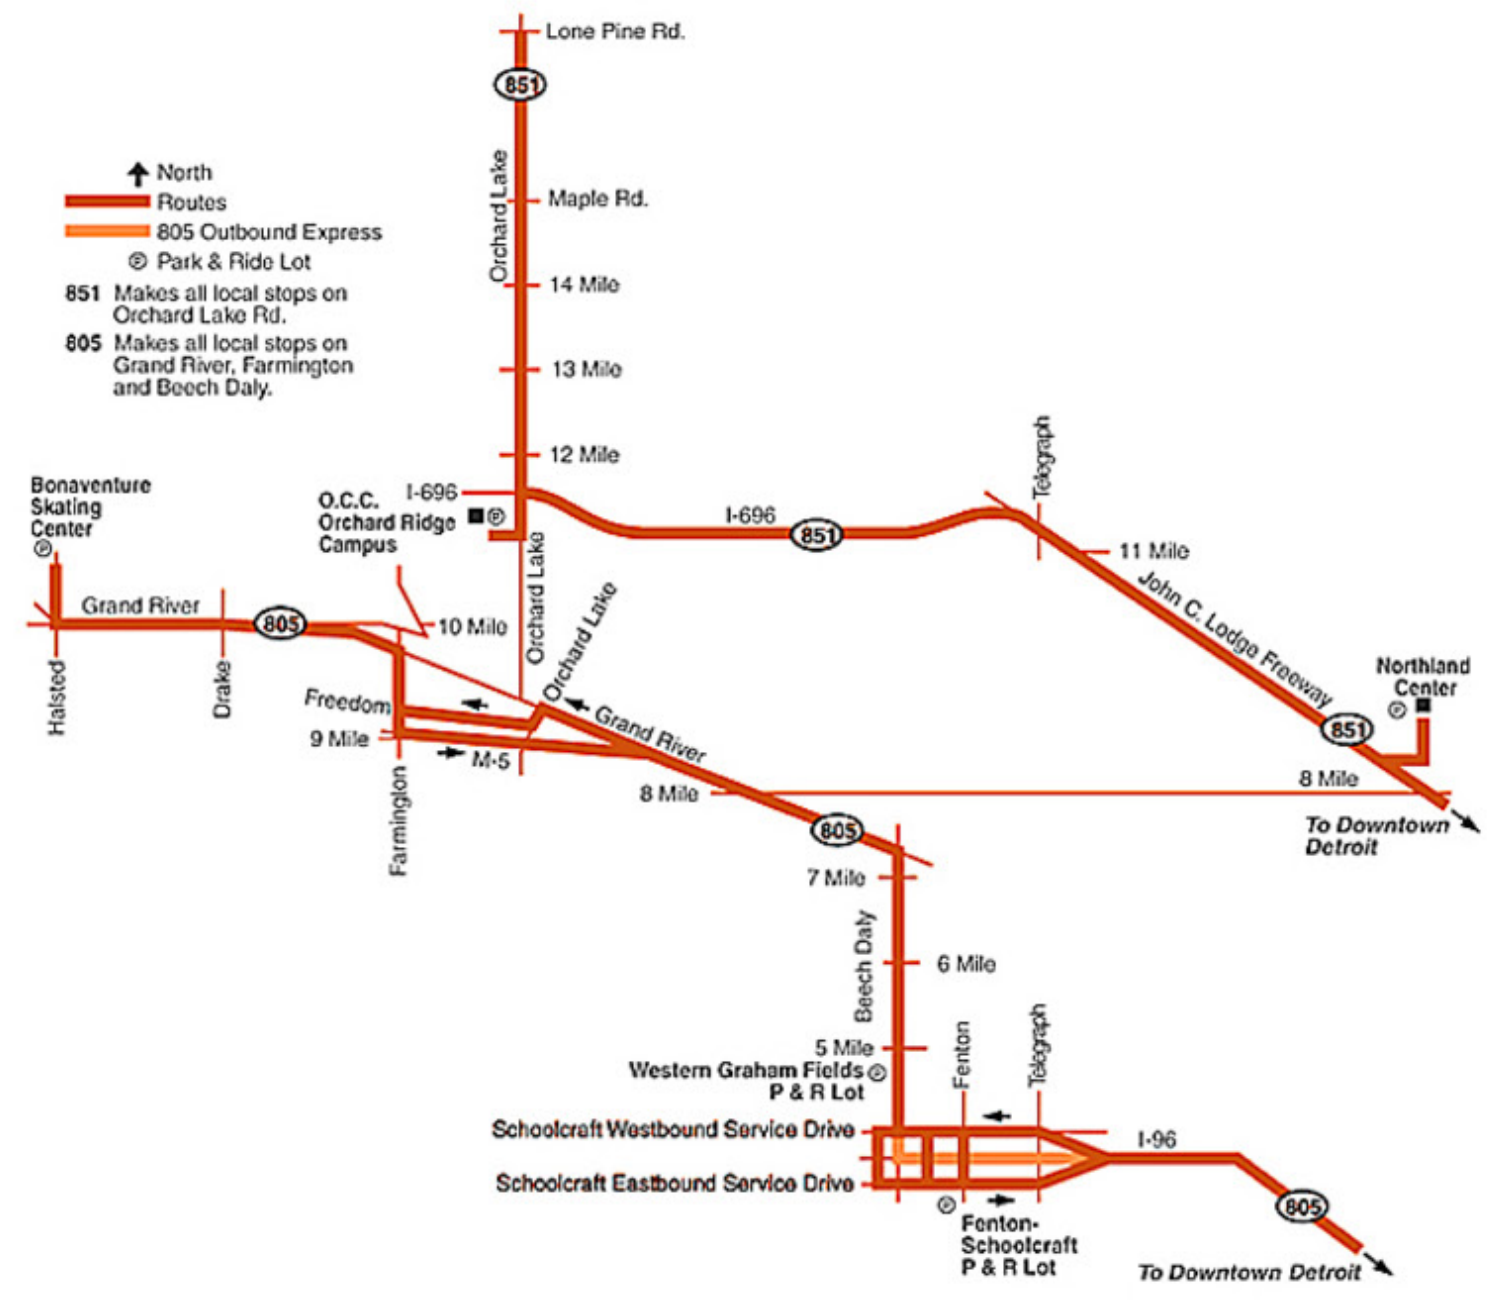 Lone Pine Rd.
851
Orchard Lake
Maple Rd.
14 Mile
13 Mile
12 Mile
North
Routes
805 Outbound Express
P Park & Ride Lot
851 Makes all local stops on
Orchard Lake Rd.
805 Makes all local stops on
Grand River, Farmington
and Beech Daly.
Bonaventure
Skating
Center
P
O.C.C.
Orchard Ridge
Campus
I-696
P
I-696
851
Telegraph
11 Mile
John C. Lodge Freeway
Northland
Center
P
851
8 Mile
To Downtown
Detroit
Grand River
805
10 Mile
Orchard Lake
Orchard Lake
Halsted
Drake
Freedom
9 Mile
M-5
Grand River
Farmington
8 Mile
805
7 Mile
Beech Daly
6 Mile
5 Mile
Western Graham Fields P
P & R Lot
Fenton
Telegraph
Schoolcraft Westbound Service Drive
I-96
Schoolcraft Eastbound Service Drive
P
Fenton-
Schoolcraft
P & R Lot
805
To Downtown Detroit